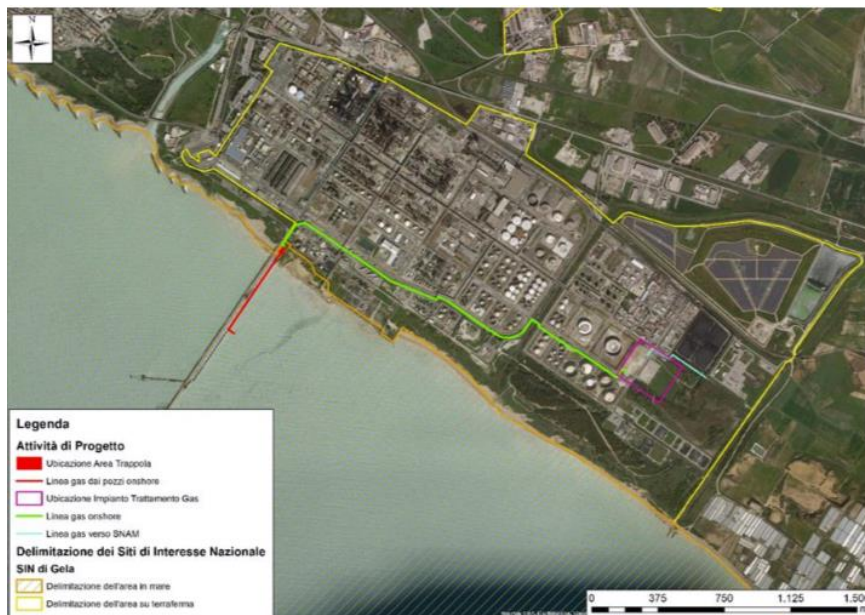 N
Legenda
Attività di Progetto
Ubicazione Area Trappola
Linea gas dai pozzi onshore
Ubicazione Impianto Trattamento Gas
Linea gas onshore
Linea gas verso SNAM
Delimitazione dei Siti di Interesse Nazionale
SIN di Gela
Delimitazione dell'area in mare
Delimitazione dell'area su terraferma
0 375 750 1.125